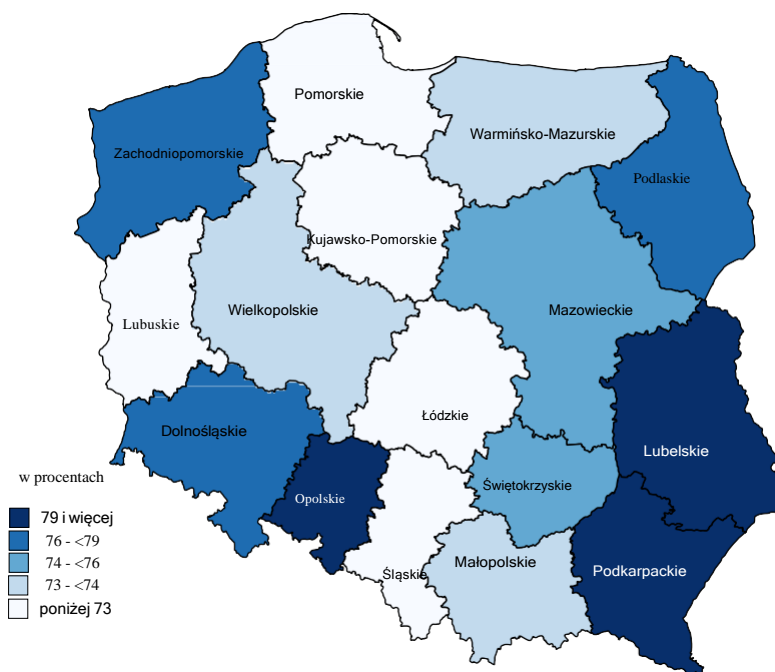 Pomorskie
Warmińsko-Mazurskie
Zachodniopomorskie
Podlaskie
Kujawsko-Pomorskie
Wielkopolskie
Mazowieckie
Lubuskie
Łódzkie
Dolnośląskie
Lubelskie
w procentach
Świętokrzyskie
Opolskie
79 i więcej
76 - <79
74 - <76
73 - <74
poniżej 73
Małopolskie
Podkarpackie
Śląskie